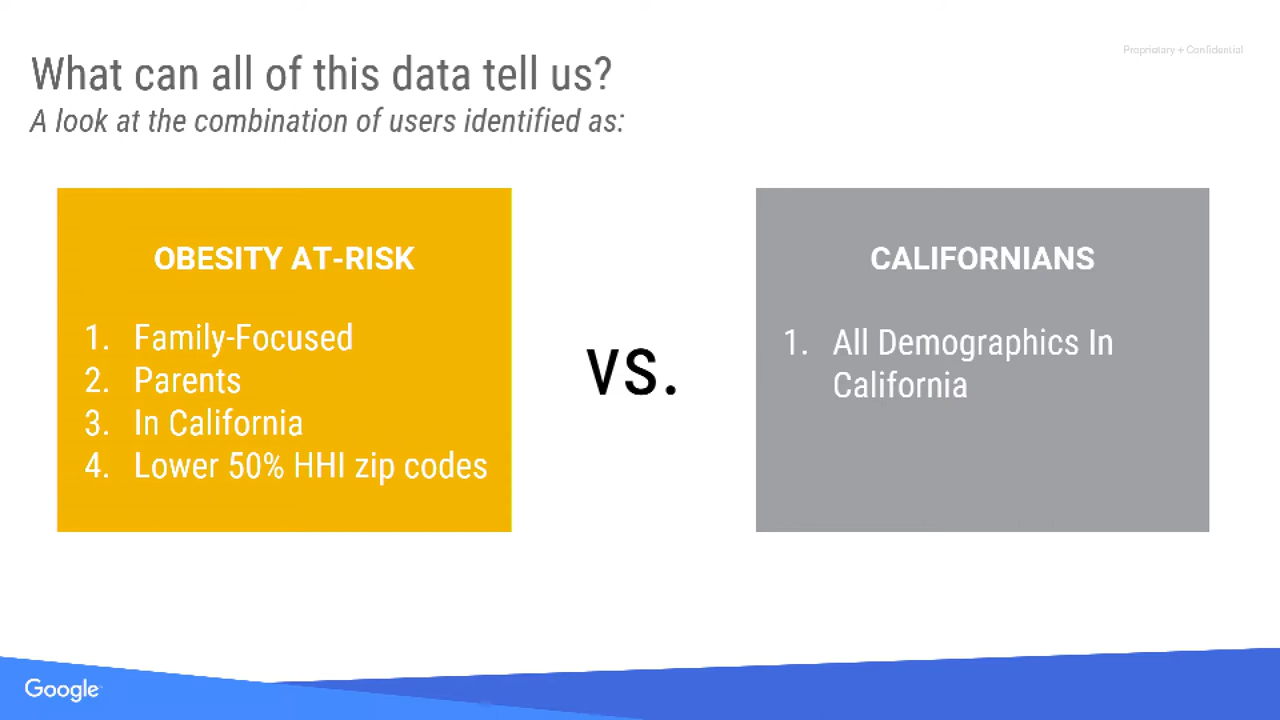 Proprietary + Confidential
What can all of this data tell us?
A look at the combination of users identified as:
OBESITY AT-RISK
1. Family-Focused
2. Parents
3. In California
4. Lower 50% HHI zip codes
vs.
CALIFORNIANS
1. All Demographics In
California
Google